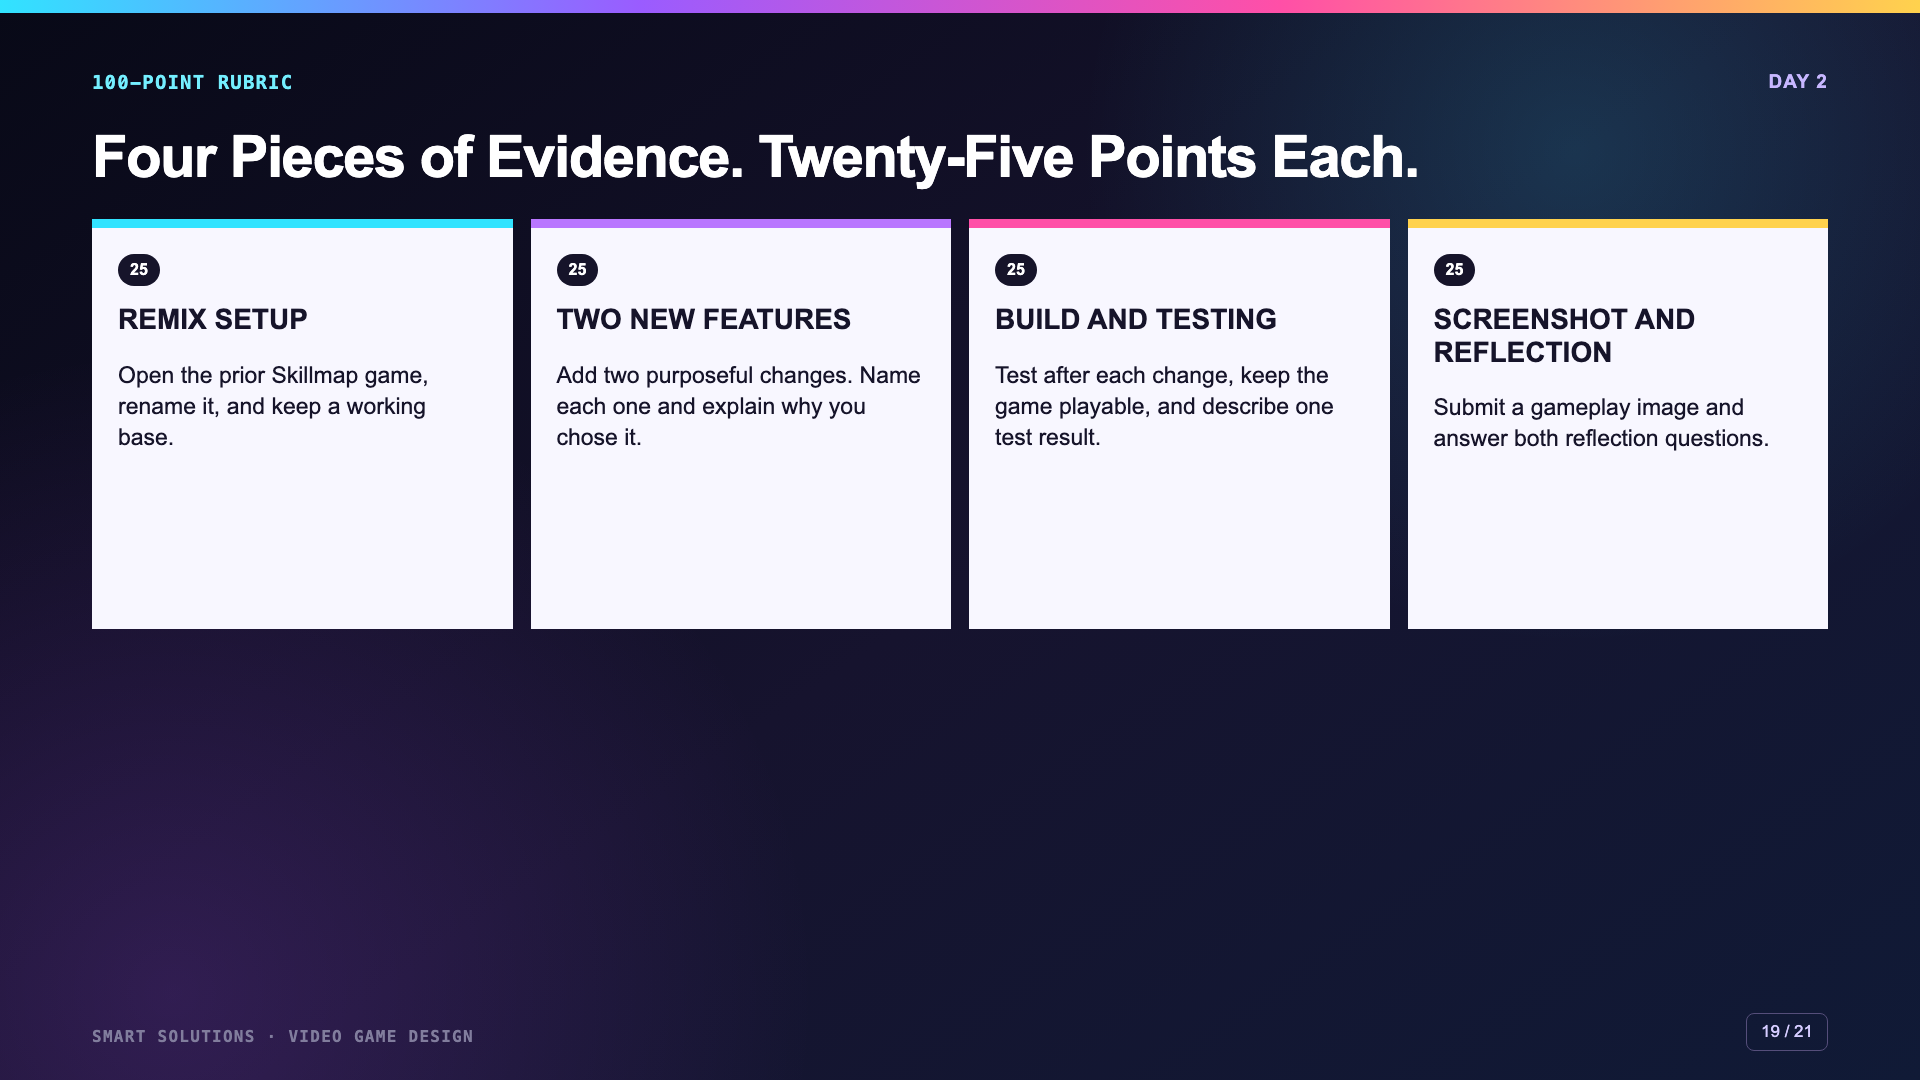 100–POINT RUBRIC
DAY 2
Four Pieces of Evidence. Twenty-Five Points Each.
25
REMIX SETUP
Open the prior Skillmap game,
rename it, and keep a working
base.
25
TWO NEW FEATURES
Add two purposeful changes. Name
each one and explain why you
chose it.
25
BUILD AND TESTING
Test after each change, keep the
game playable, and describe one
test result.
25
SCREENSHOT AND
REFLECTION
Submit a gameplay image and
answer both reflection questions.
SMART SOLUTIONS · VIDEO GAME DESIGN
19 / 21